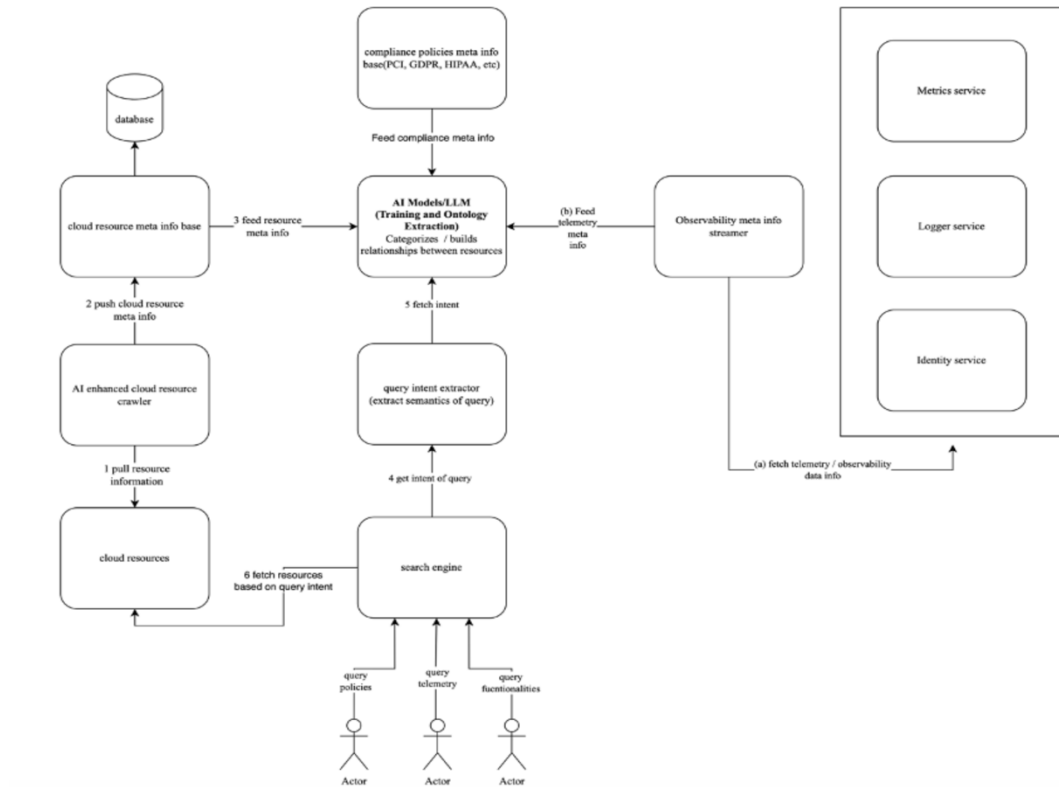 compliance policies meta info
base(PCI, GDPR, HIPAA, etc)
Metrics service
database
Feed compliance meta info
cloud resource meta info base
3 feed resource
meta info
AI Models/LLM
(Training and Ontology
Extraction)
Categorizes / builds
relationships between resources
(b) Feed
telemetry
meta
info
Observability meta info
streamer
Logger service
2 push cloud resource
meta info
5 fetch intent
AI enhanced cloud resource
crawler
query intent extractor
(extract semantics of query)
Identity service
1 pull resource
information
4 get intent of query
(a) fetch telemetry / observability
data info
cloud resources
6 fetch resources
based on query intent
search engine
query
policies
query
telemetry
query
fucntionalities
Actor
Actor
Actor